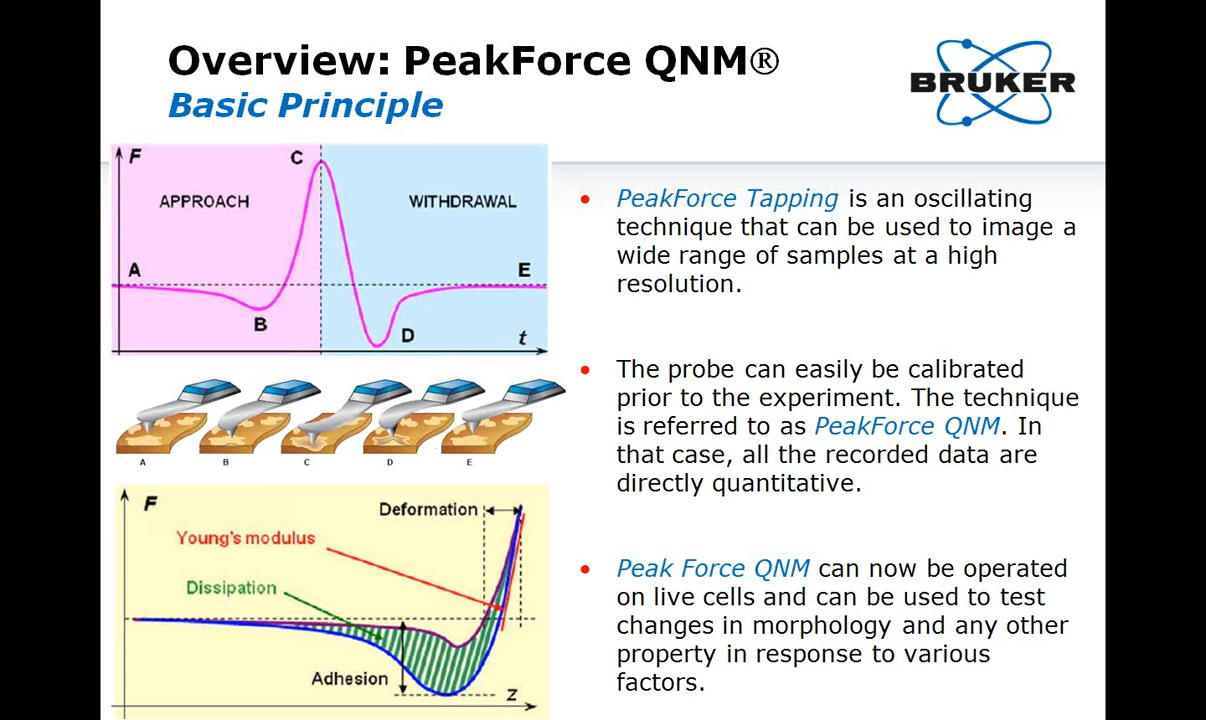 Overview: PeakForce QNM®
Basic Principle
BRUKER
F
C
APPROACH
WITHDRAWAL
A
E
B
D
t
A
B
C
D
E
F
Deformation
Young's modulus
Dissipation
Adhesion
Z
• PeakForce Tapping is an oscillating
technique that can be used to image a
wide range of samples at a high
resolution.
• The probe can easily be calibrated
prior to the experiment. The technique
is referred to as PeakForce QNM. In
that case, all the recorded data are
directly quantitative.
• Peak Force QNM can now be operated
on live cells and can be used to test
changes in morphology and any other
property in response to various
factors.